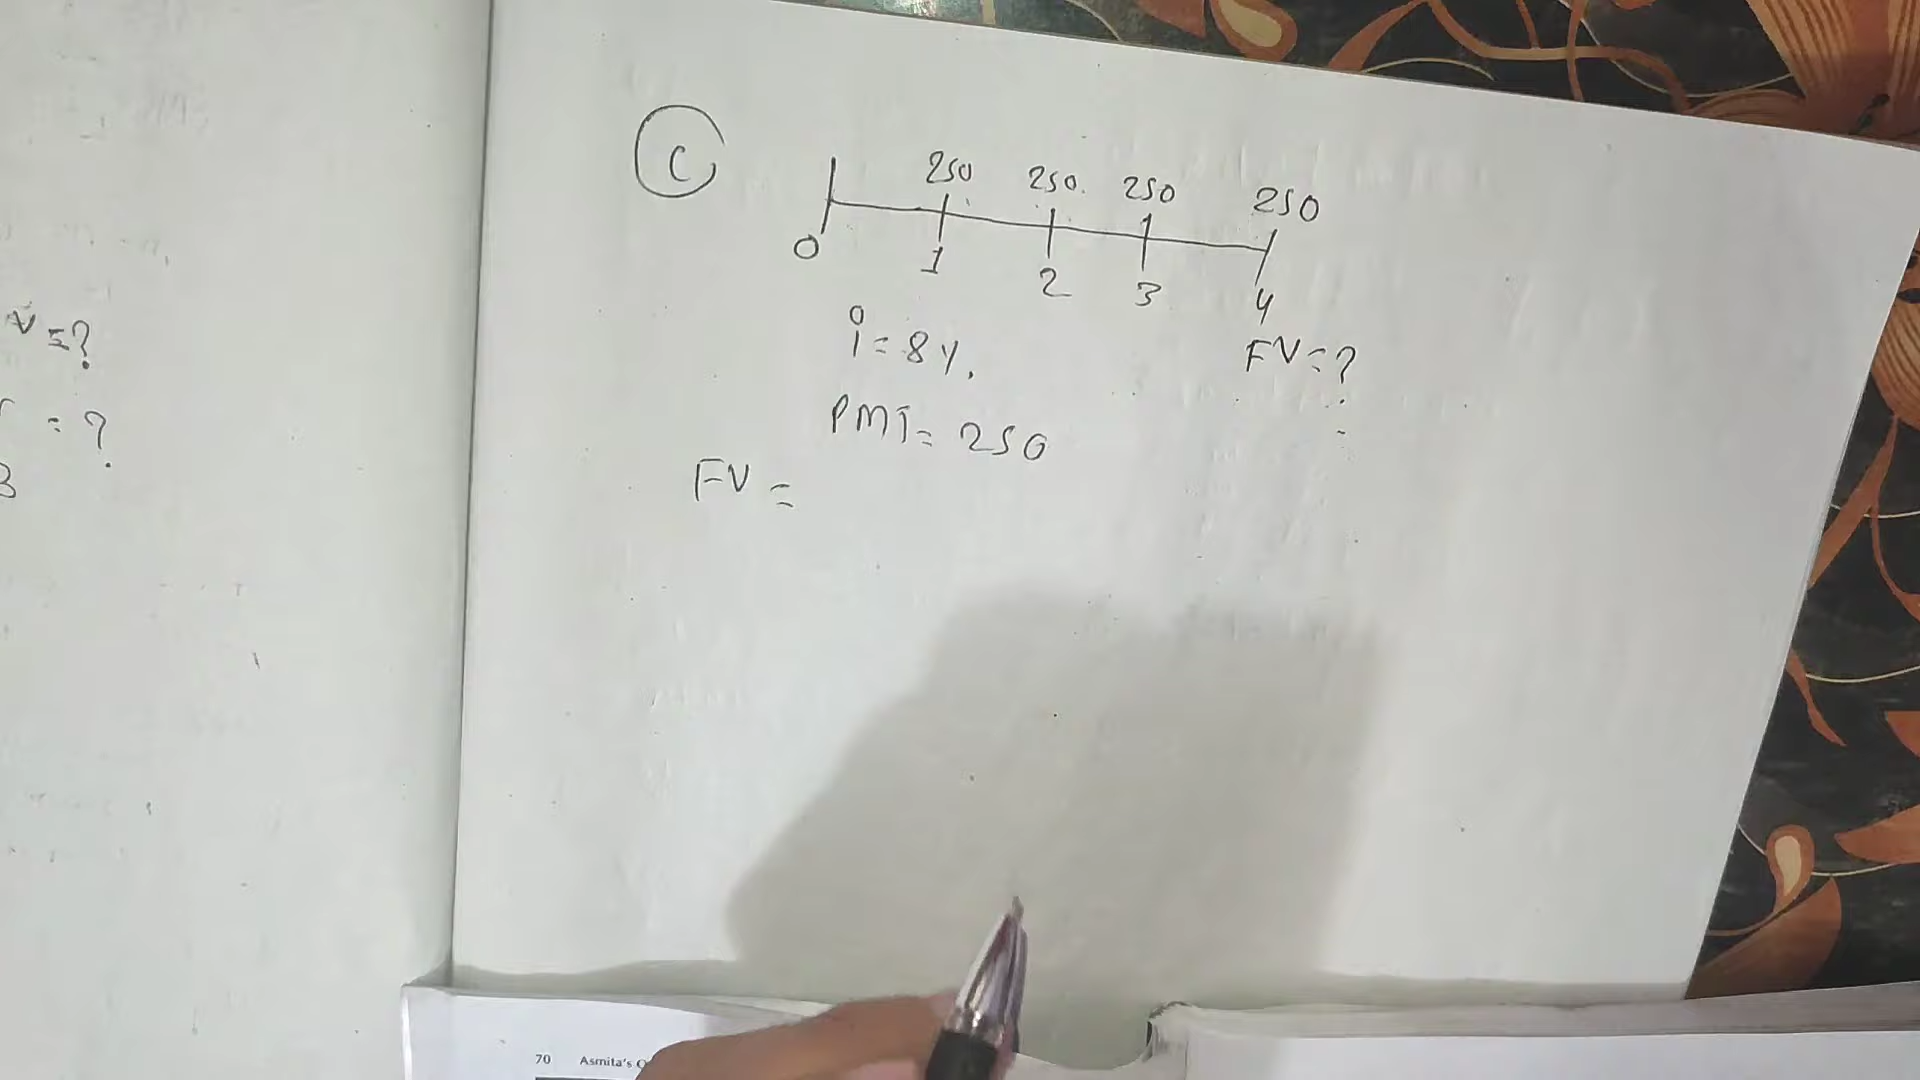 C
250 250. 250 250
0 1 2 3 4
i = 8%.
FV = ?
PMT = 250
FV =
= ?
= ?
70 Asmita's